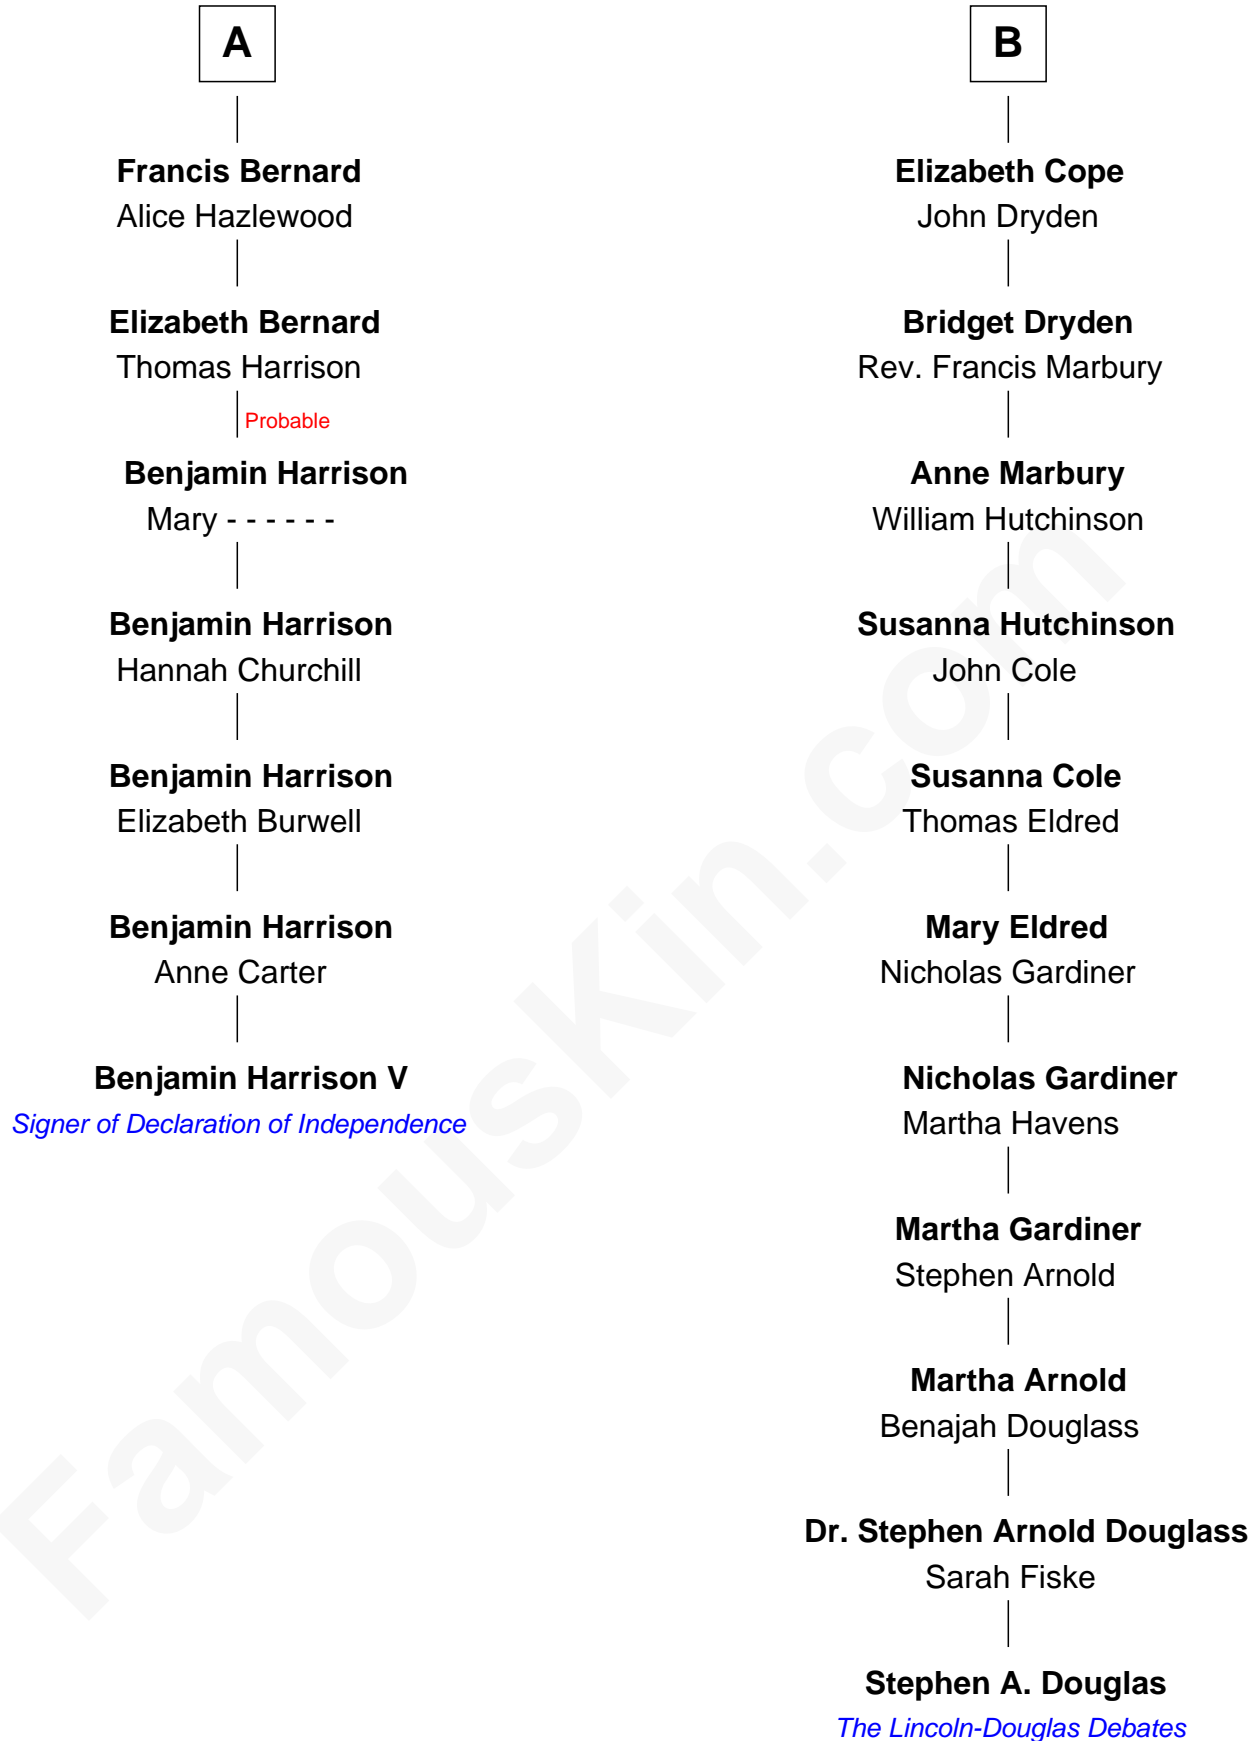 A
Francis Bernard
Alice Hazlewood
Elizabeth Bernard
Thomas Harrison
Probable
Benjamin Harrison
Mary - - - - - -
Benjamin Harrison
Hannah Churchill
Benjamin Harrison
Elizabeth Burwell
Benjamin Harrison
Anne Carter
Benjamin Harrison V
Signer of Declaration of Independence
B
Elizabeth Cope
John Dryden
Bridget Dryden
Rev. Francis Marbury
Anne Marbury
William Hutchinson
Susanna Hutchinson
John Cole
Susanna Cole
Thomas Eldred
Mary Eldred
Nicholas Gardiner
Nicholas Gardiner
Martha Havens
Martha Gardiner
Stephen Arnold
Martha Arnold
Benajah Douglass
Dr. Stephen Arnold Douglass
Sarah Fiske
Stephen A. Douglas
The Lincoln-Douglas Debates
FamousKin.com